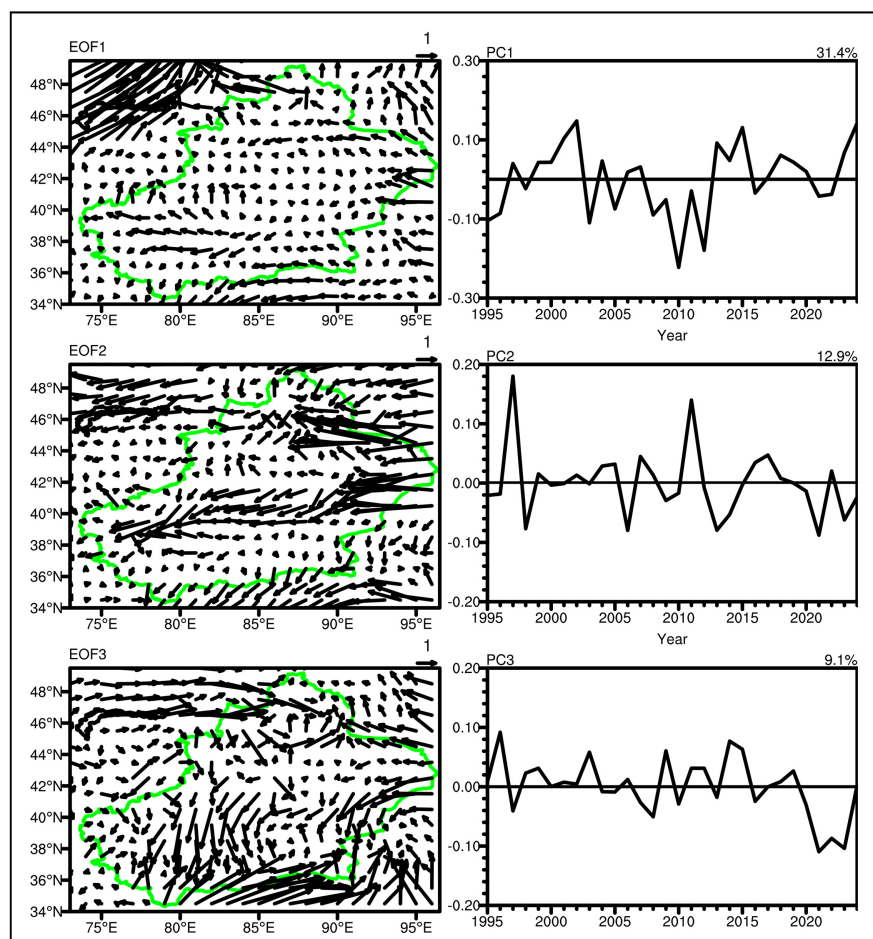 EOF1 1 PC1 31.4%
48°N
46°N
44°N
42°N
40°N
38°N
36°N
34°N
75°E 80°E 85°E 90°E 95°E
0.30
0.10
-0.10
-0.30
1995 2000 2005 2010 2015 2020
Year
EOF2 1 PC2 12.9%
48°N
46°N
44°N
42°N
40°N
38°N
36°N
34°N
75°E 80°E 85°E 90°E 95°E
0.20
0.10
0.00
-0.10
-0.20
1995 2000 2005 2010 2015 2020
Year
EOF3 1 PC3 9.1%
48°N
46°N
44°N
42°N
40°N
38°N
36°N
34°N
75°E 80°E 85°E 90°E 95°E
0.20
0.10
0.00
-0.10
-0.20
1995 2000 2005 2010 2015 2020